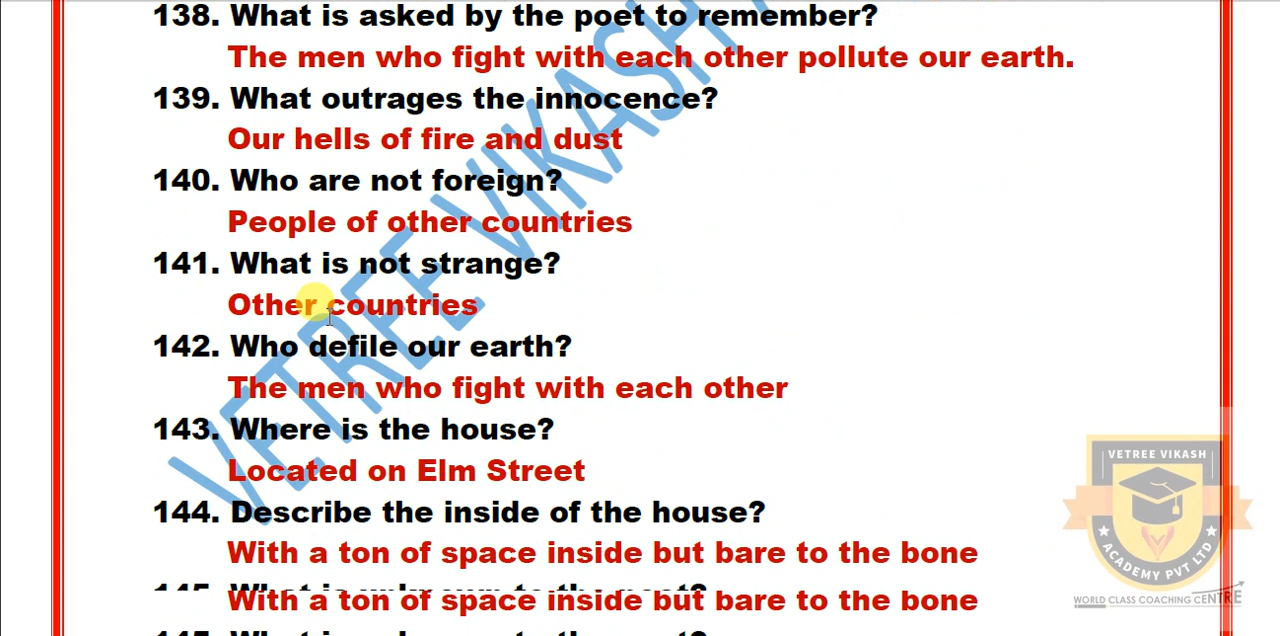 138. What is asked by the poet to remember?
The men who fight with each other pollute our earth.
139. What outrages the innocence?
Our hells of fire and dust
140. Who are not foreign?
People of other countries
141. What is not strange?
Other countries
142. Who defile our earth?
The men who fight with each other
143. Where is the house?
Located on Elm Street
144. Describe the inside of the house?
With a ton of space inside but bare to the bone
With a ton of space inside but bare to the bone
VETREE VIKASH
VETREE VIKASH
ACADEMY PVT LTD
WORLD CLASS COACHING CENTRE